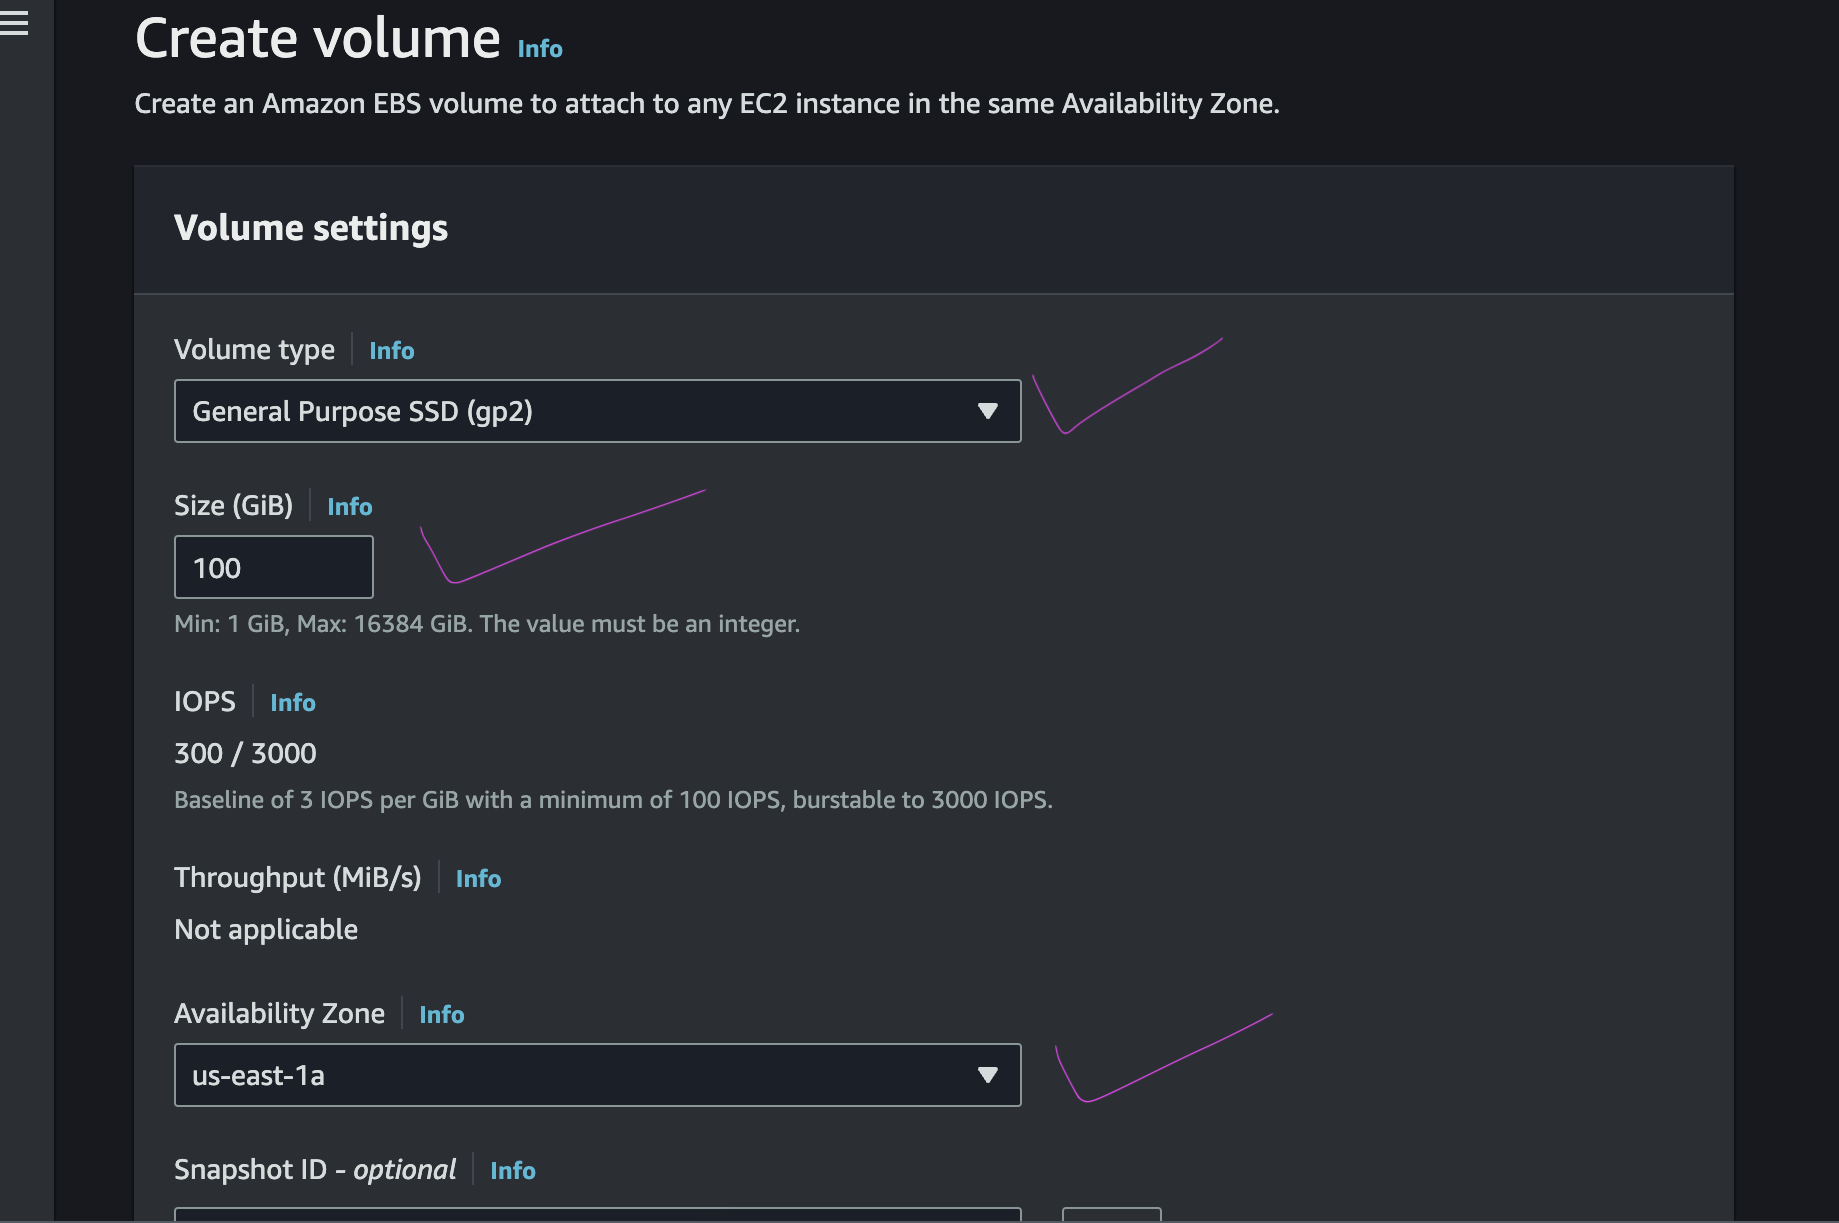 Create volume Info
Create an Amazon EBS volume to attach to any EC2 instance in the same Availability Zone.
Volume settings
Volume type Info
General Purpose SSD (gp2)
Size (GiB) Info
100
Min: 1 GiB, Max: 16384 GiB. The value must be an integer.
IOPS Info
300 / 3000
Baseline of 3 IOPS per GiB with a minimum of 100 IOPS, burstable to 3000 IOPS.
Throughput (MiB/s) Info
Not applicable
Availability Zone Info
us-east-1a
Snapshot ID - optional Info